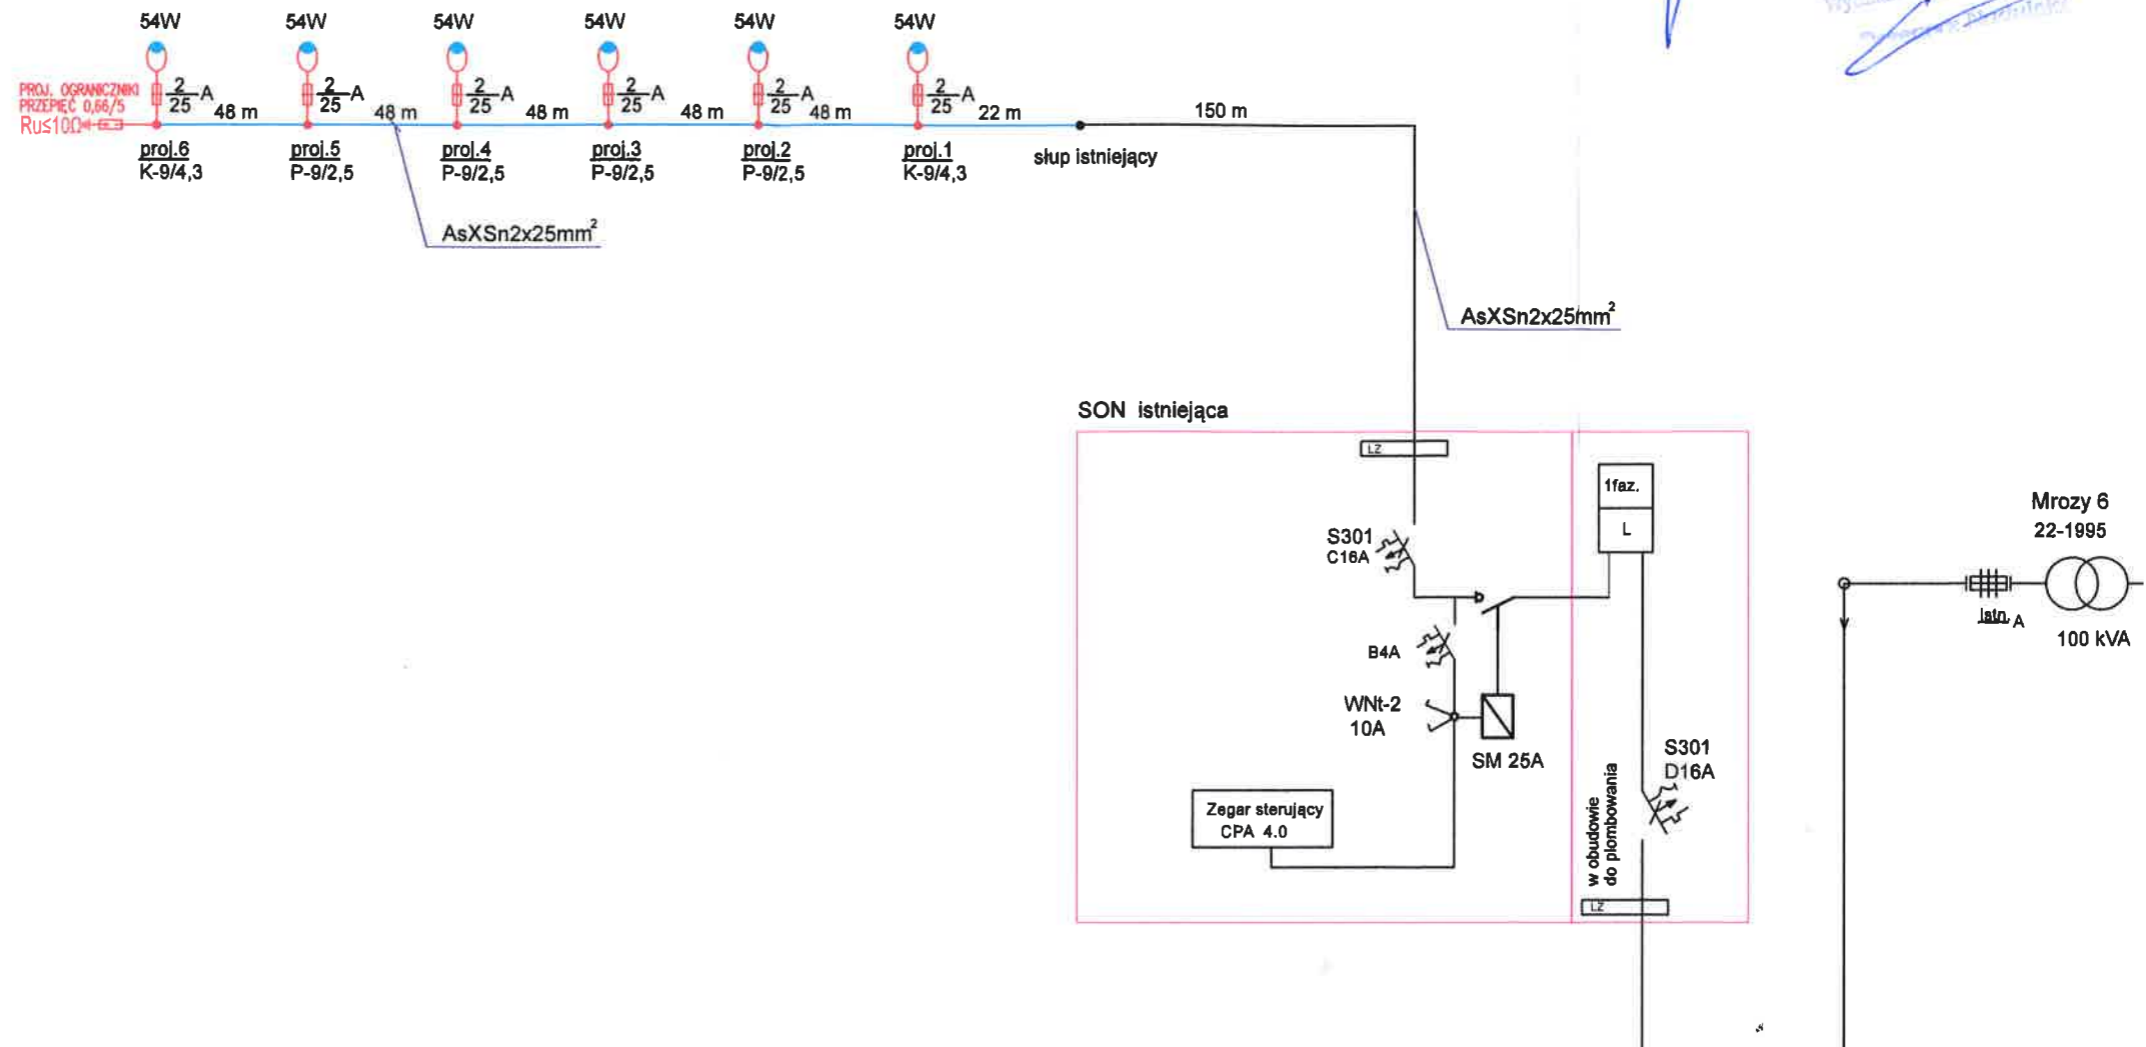 54W 54W 54W 54W 54W 54W
PROJ. OGRANICZNIKI
PRZEPIĘĆ 0,66/5
Ru≤10Ω
2/25 A 2/25 A 2/25 A 2/25 A 2/25 A 2/25 A
48 m 48 m 48 m 48 m 48 m 22 m 150 m
proj.6 proj.5 proj.4 proj.3 proj.2 proj.1
K-9/4,3 P-9/2,5 P-9/2,5 P-9/2,5 P-9/2,5 K-9/4,3
słup istniejący
AsXSn2x25mm²
AsXSn2x25mm²
SON istniejąca
LZ
1faz.
L
S301
C16A
B4A
WNt-2
10A
SM 25A
Zegar sterujący
CPA 4.0
S301
D16A
w obudowie
do plombowania
LZ
Mrozy 6
22-1995
Istn. A
100 kVA